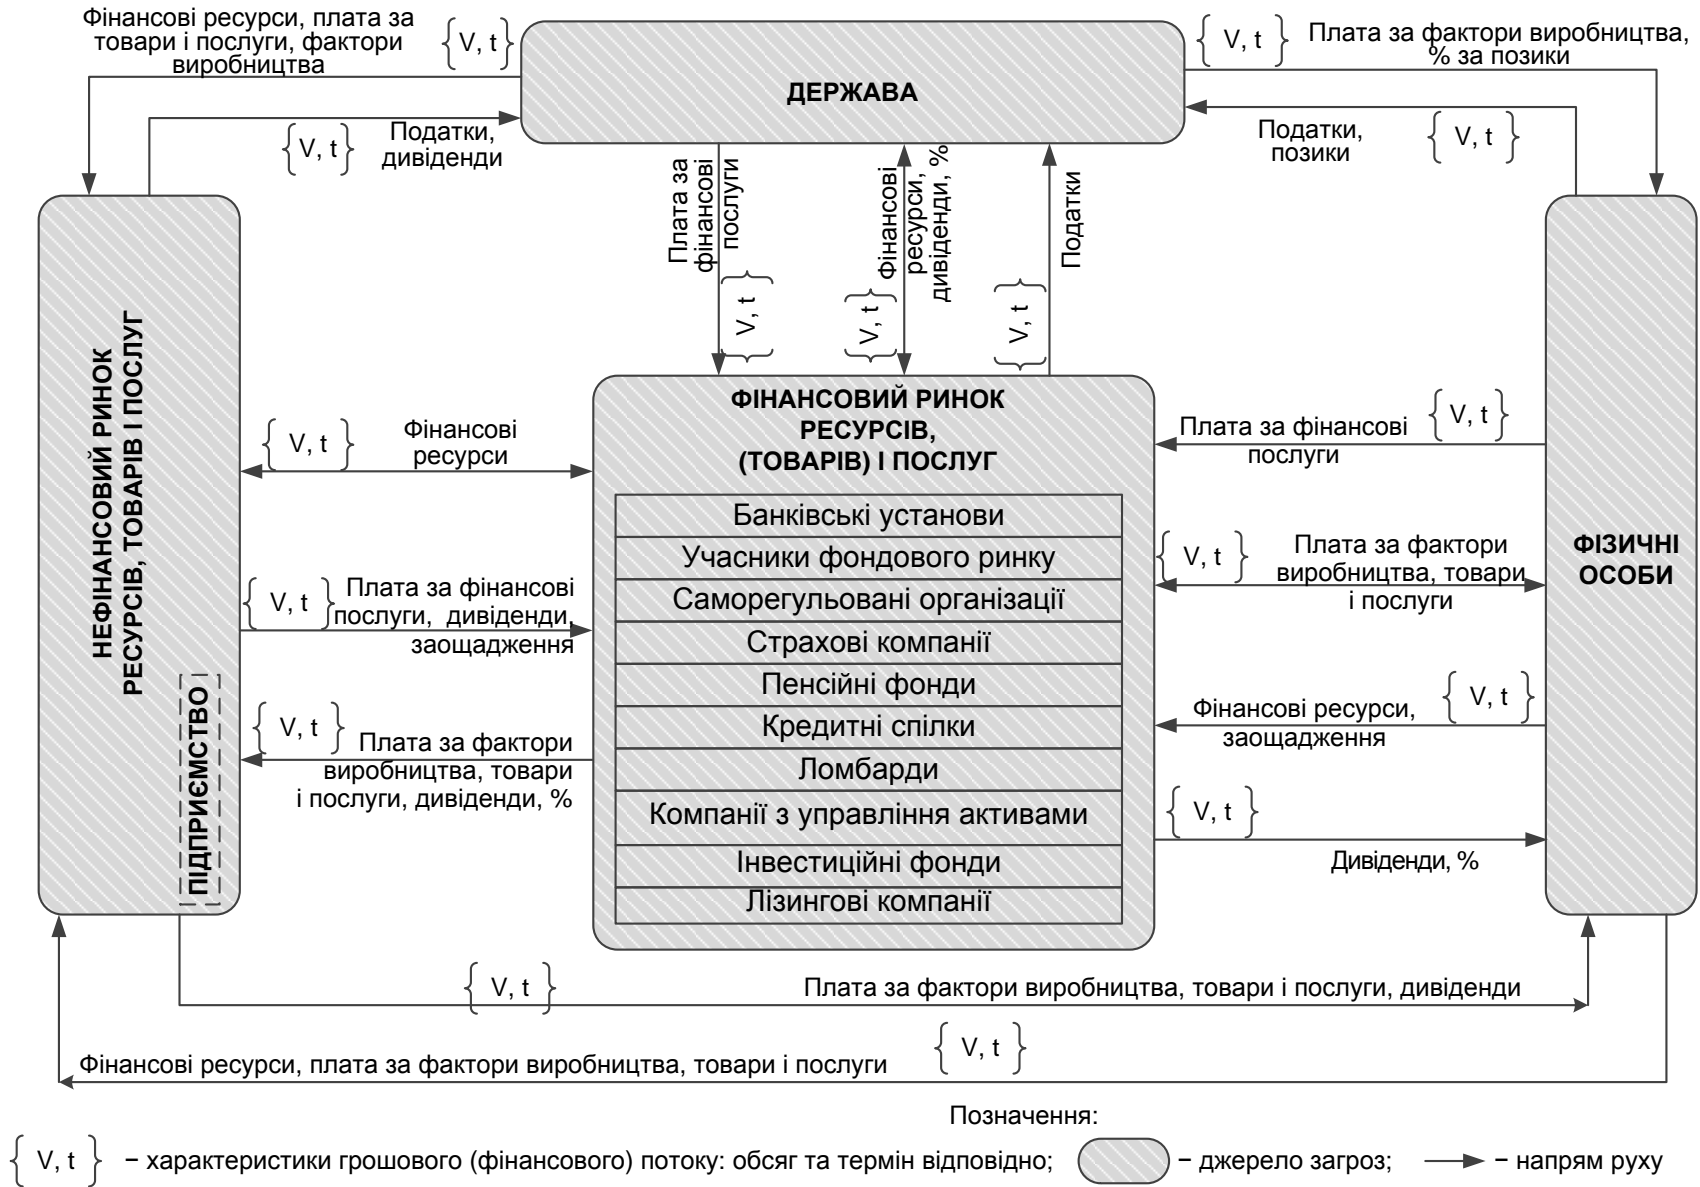 Фінансові ресурси, плата за
товари і послуги, фактори
виробництва
V, t
ДЕРЖАВА
V, t
Плата за фактори виробництва,
% за позики
V, t
Податки,
дивіденди
Податки,
позики
V, t
Плата за
фінансові
послуги
V, t
Фінансові
ресурси,
дивіденди, %
V, t
Податки
V, t
НЕФІНАНСОВИЙ РИНОК
РЕСУРСІВ, ТОВАРІВ І ПОСЛУГ
ПІДПРИЄМСТВО
V, t
Фінансові
ресурси
V, t
Плата за фінансові
послуги, дивіденди,
заощадження
V, t
Плата за фактори
виробництва, товари
і послуги, дивіденди, %
ФІНАНСОВИЙ РИНОК
РЕСУРСІВ,
(ТОВАРІВ) І ПОСЛУГ
Банківські установи
Учасники фондового ринку
Саморегульовані організації
Страхові компанії
Пенсійні фонди
Кредитні спілки
Ломбарди
Компанії з управління активами
Інвестиційні фонди
Лізингові компанії
Плата за фінансові
послуги
V, t
V, t
Плата за фактори
виробництва, товари
і послуги
Фінансові ресурси,
заощадження
V, t
V, t
Дивіденди, %
ФІЗИЧНІ
ОСОБИ
V, t
Плата за фактори виробництва, товари і послуги, дивіденди
Фінансові ресурси, плата за фактори виробництва, товари і послуги
V, t
Позначення:
V, t – характеристики грошового (фінансового) потоку: обсяг та термін відповідно; – джерело загроз; – напрям руху